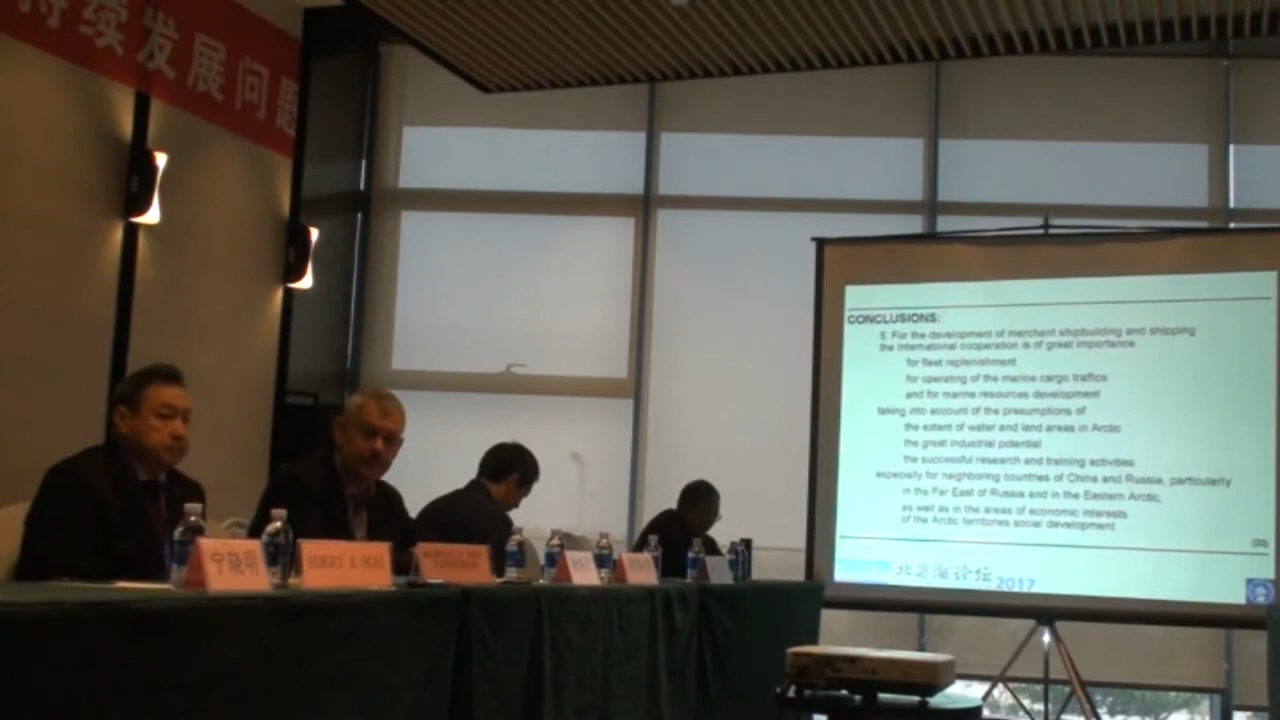 持续发展问题
CONCLUSIONS:
5. For the development of merchant shipbuilding and shipping
the International cooperation is of great importance
for fleet replenishment
for operating of the marine cargo traffics
and for marine resources development
taking into account of the presumptions of
the extent of water and land areas in Arctic
the great industrial potential
the successful research and training activities
especially for neighboring countries of China and Russia, particularly
in the Far East of Russia and in the Eastern Arctic,
as well as in the areas of economic interests
of the Arctic territories social development
论坛 2017
宁晓明
SERGEY